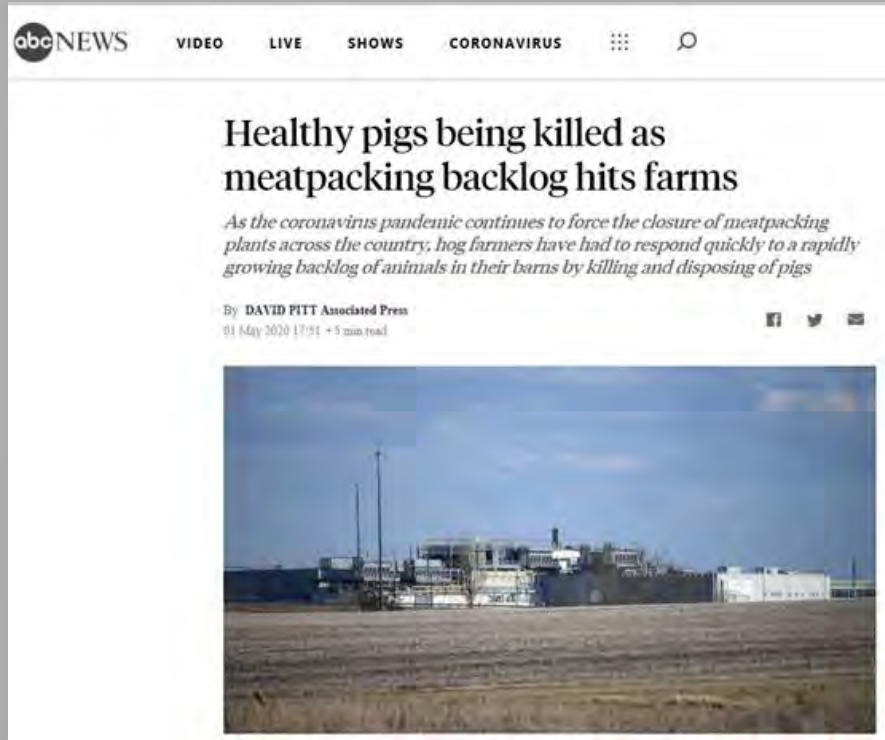 abc NEWS VIDEO LIVE SHOWS CORONAVIRUS
Healthy pigs being killed as
meatpacking backlog hits farms
As the coronavirus pandemic continues to force the closure of meatpacking
plants across the country, hog farmers have had to respond quickly to a rapidly
growing backlog of animals in their barns by killing and disposing of pigs
By DAVID PITT Associated Press
01 May 2020 17:51 • 5 min read